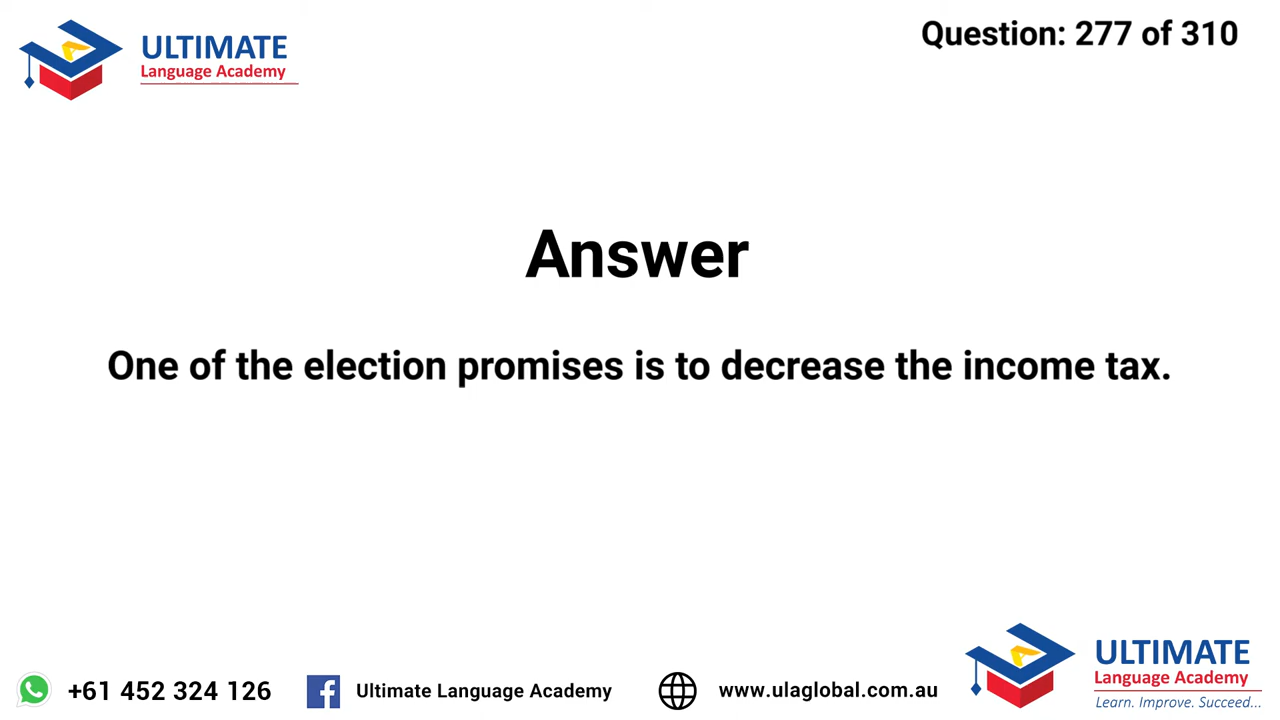 ULTIMATE
Language Academy
Question: 277 of 310
Answer
One of the election promises is to decrease the income tax.
+61 452 324 126
Ultimate Language Academy
www.ulaglobal.com.au
ULTIMATE
Language Academy
Learn. Improve. Succeed...